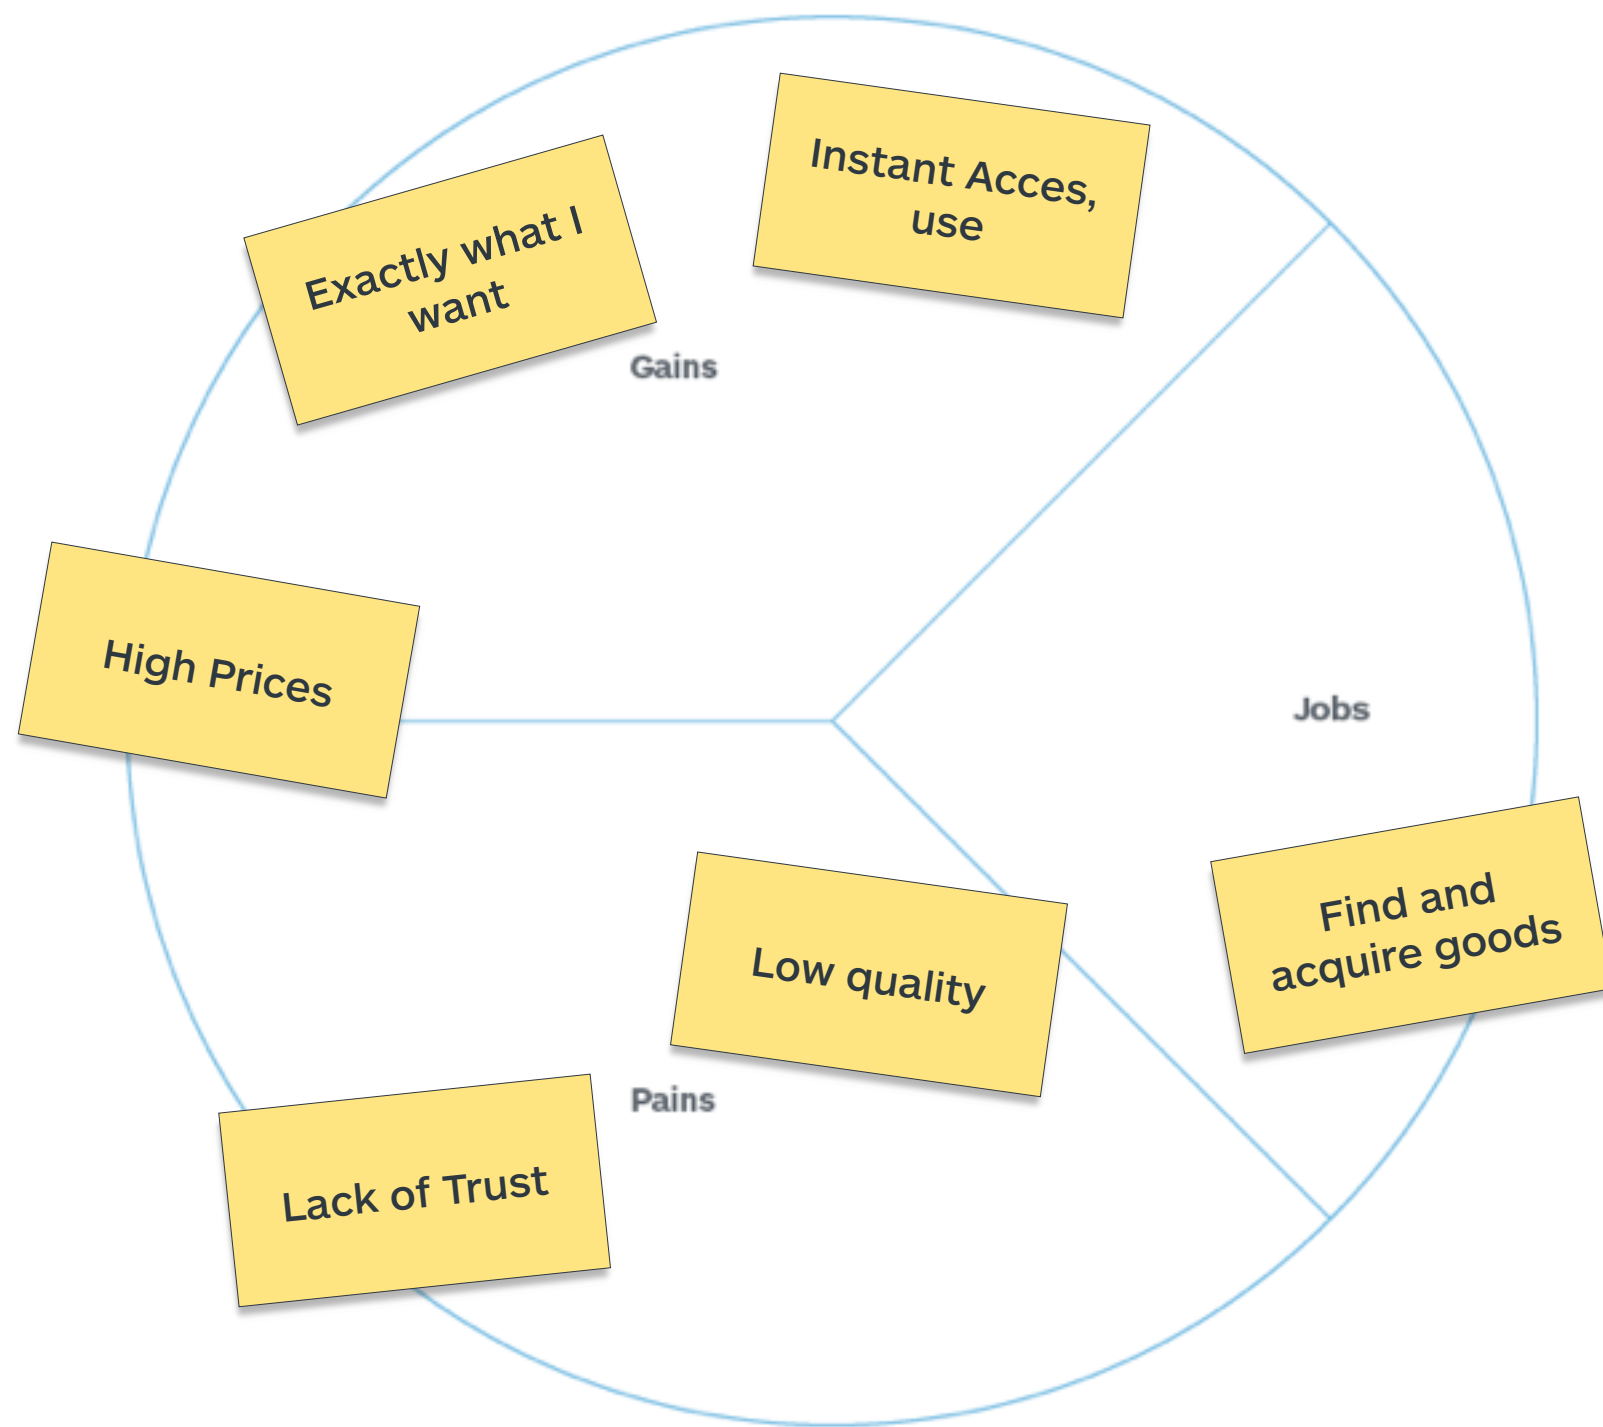 Instant Acces,
use
Exactly what I
want
Gains
High Prices
Jobs
Find and
acquire goods
Low quality
Pains
Lack of Trust